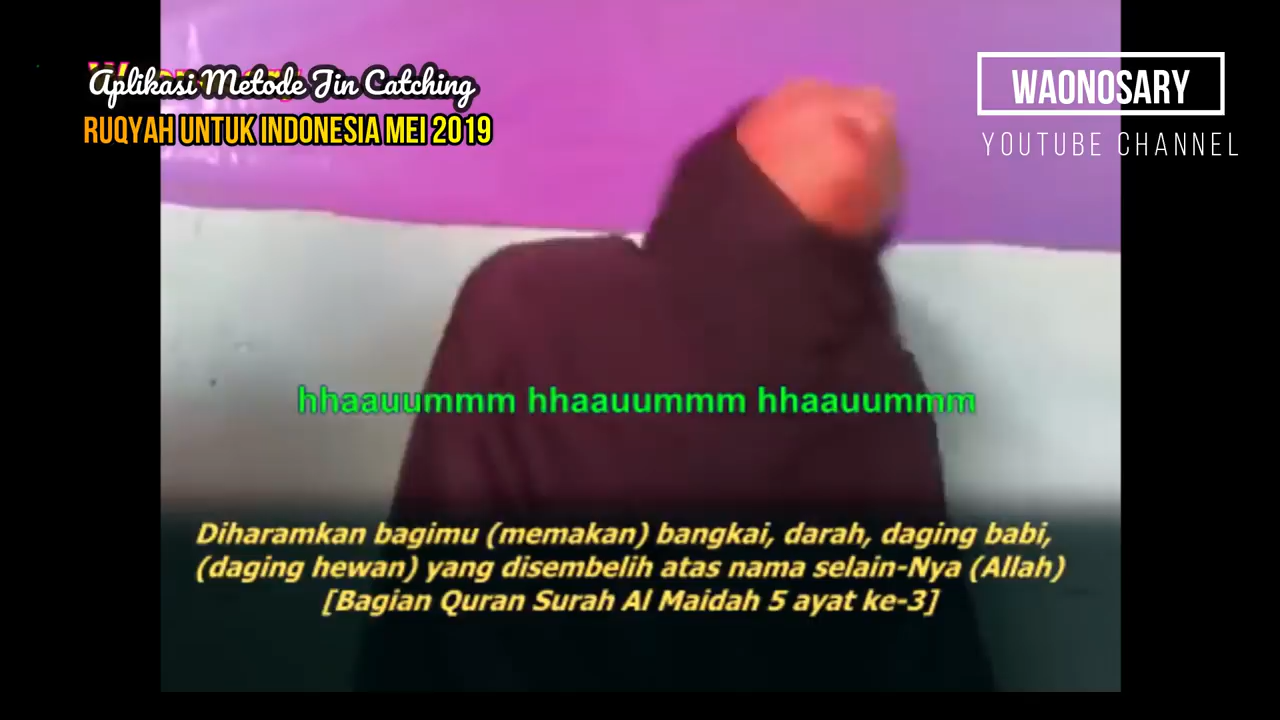 Aplikasi Metode Jin Catching
RUQYAH UNTUK INDONESIA MEI 2019
WAONOSARY
YOUTUBE CHANNEL
hhaauummm hhaauummm hhaauummm
Diharamkan bagimu (memakan) bangkai, darah, daging babi,
(daging hewan) yang disembelih atas nama selain-Nya (Allah)
[Bagian Quran Surah Al Maidah 5 ayat ke-3]